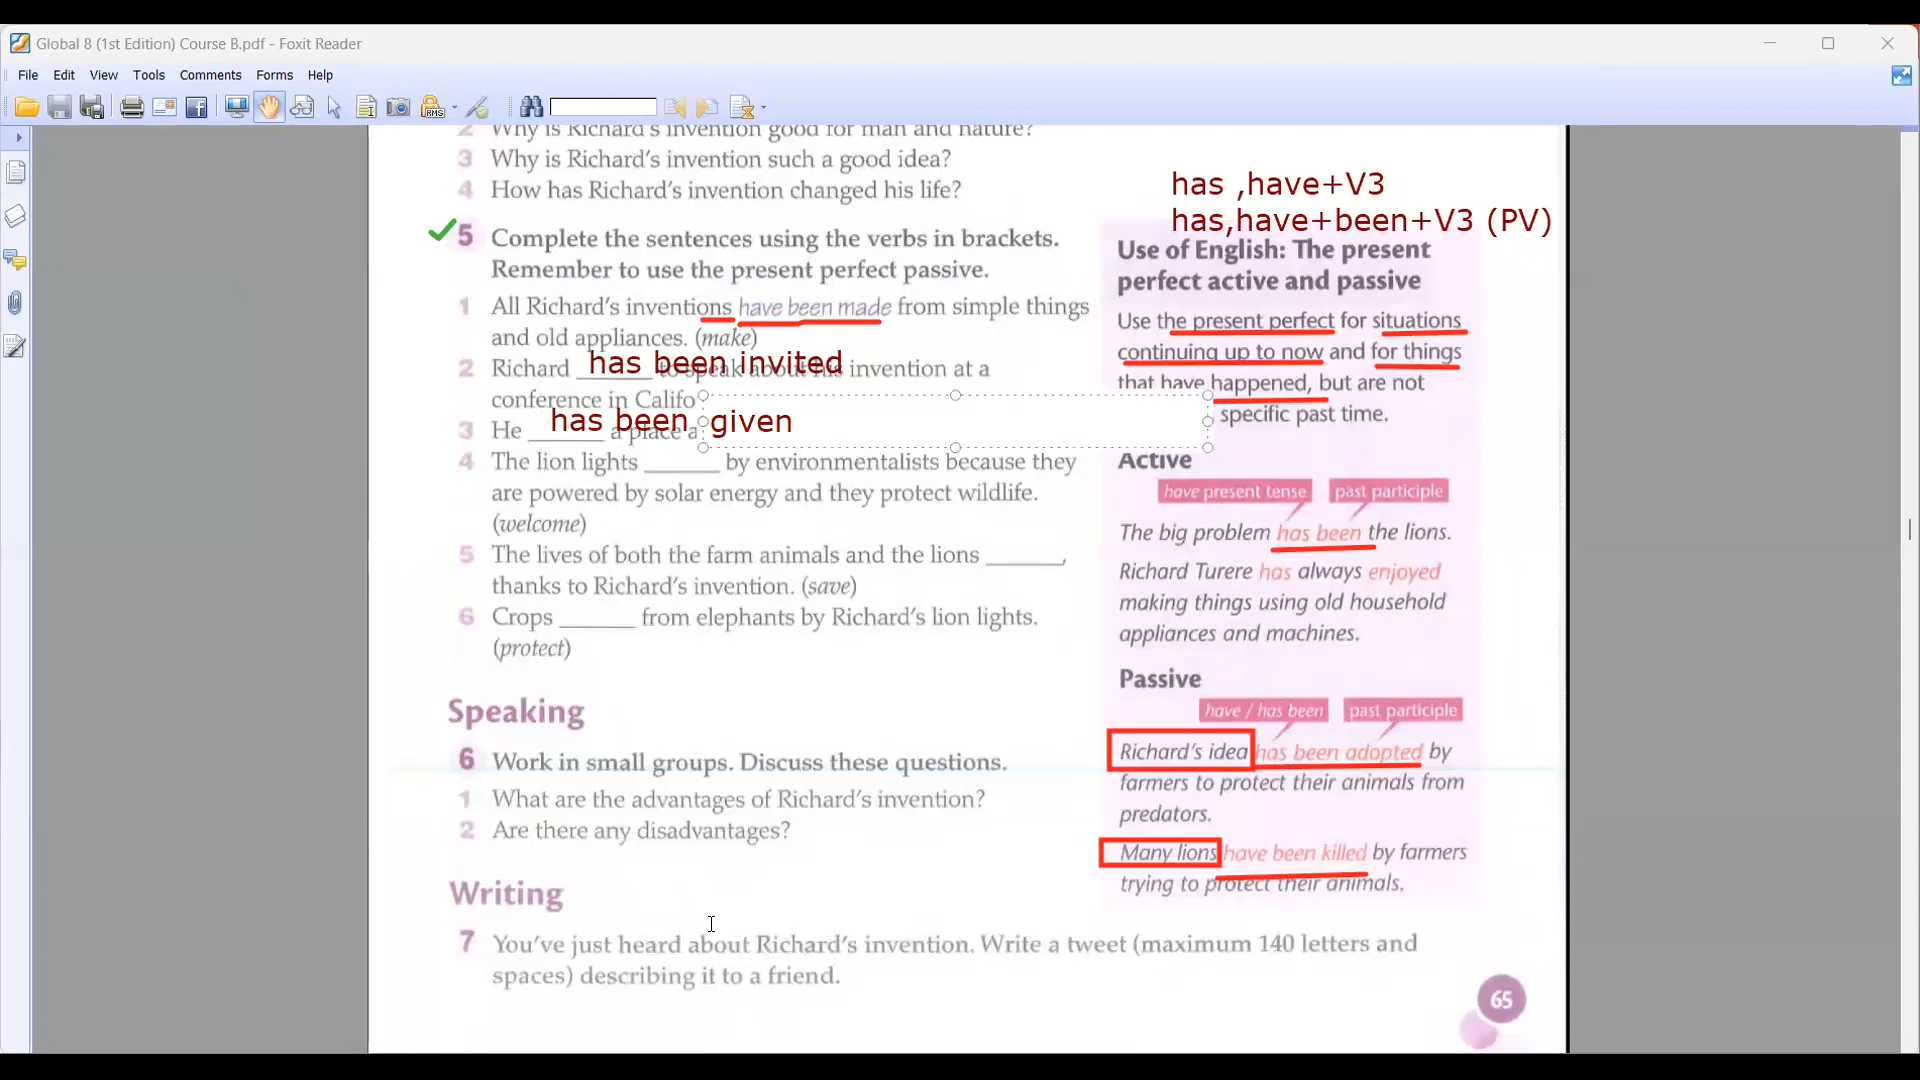 Global 8 (1st Edition) Course B.pdf - Foxit Reader
File Edit View Tools Comments Forms Help
2 Why is Richard's invention good for man and nature?
3 Why is Richard's invention such a good idea?
4 How has Richard's invention changed his life?
5 Complete the sentences using the verbs in brackets.
Remember to use the present perfect passive.
1 All Richard's inventions have been made from simple things
and old appliances. (make)
2 Richard ______ has been invited to speak about his invention at a
conference in Califo
3 He ______ has been given a place a
4 The lion lights ______ by environmentalists because they
are powered by solar energy and they protect wildlife.
(welcome)
5 The lives of both the farm animals and the lions ______,
thanks to Richard's invention. (save)
6 Crops ______ from elephants by Richard's lion lights.
(protect)
Speaking
6 Work in small groups. Discuss these questions.
1 What are the advantages of Richard's invention?
2 Are there any disadvantages?
Writing
7 You've just heard about Richard's invention. Write a tweet (maximum 140 letters and
spaces) describing it to a friend.
has ,have+V3
has,have+been+V3 (PV)
Use of English: The present
perfect active and passive
Use the present perfect for situations
continuing up to now and for things
that have happened, but are not
specific past time.
Active
have present tense past participle
The big problem has been the lions.
Richard Turere has always enjoyed
making things using old household
appliances and machines.
Passive
have / has been past participle
Richard's idea has been adopted by
farmers to protect their animals from
predators.
Many lions have been killed by farmers
trying to protect their animals.
65